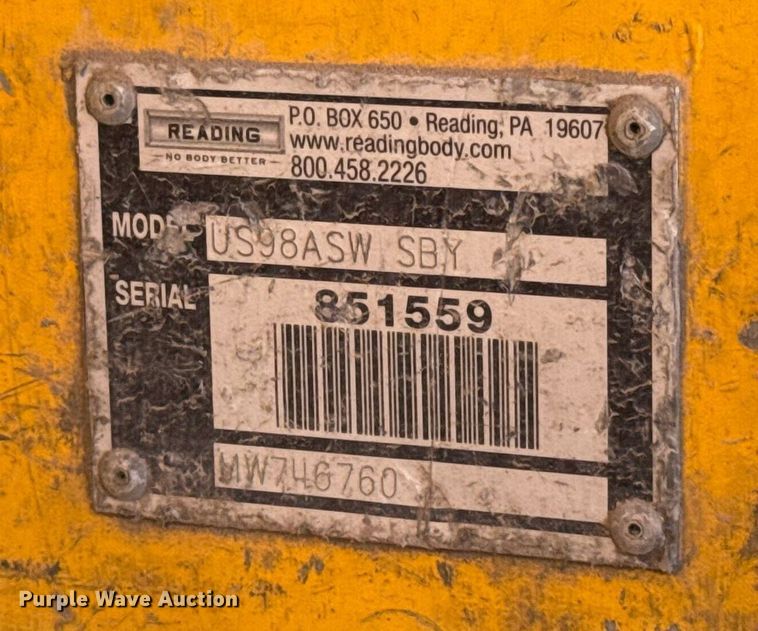 READING
NO BODY BETTER
P.O. BOX 650 • Reading, PA 19607
www.readingbody.com
800.458.2226
MODEL US98ASW SBY
SERIAL 851559
MW746760
Purple Wave Auction